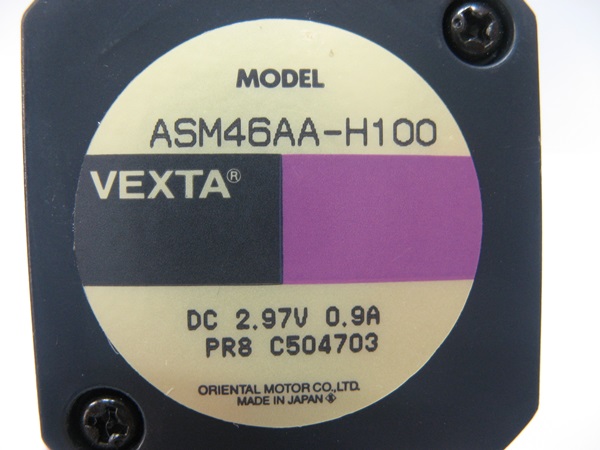 MODEL
ASM46AA-H100
VEXTA®
DC 2.97V 0.9A
PR8 C504703
ORIENTAL MOTOR CO.,LTD.
MADE IN JAPAN